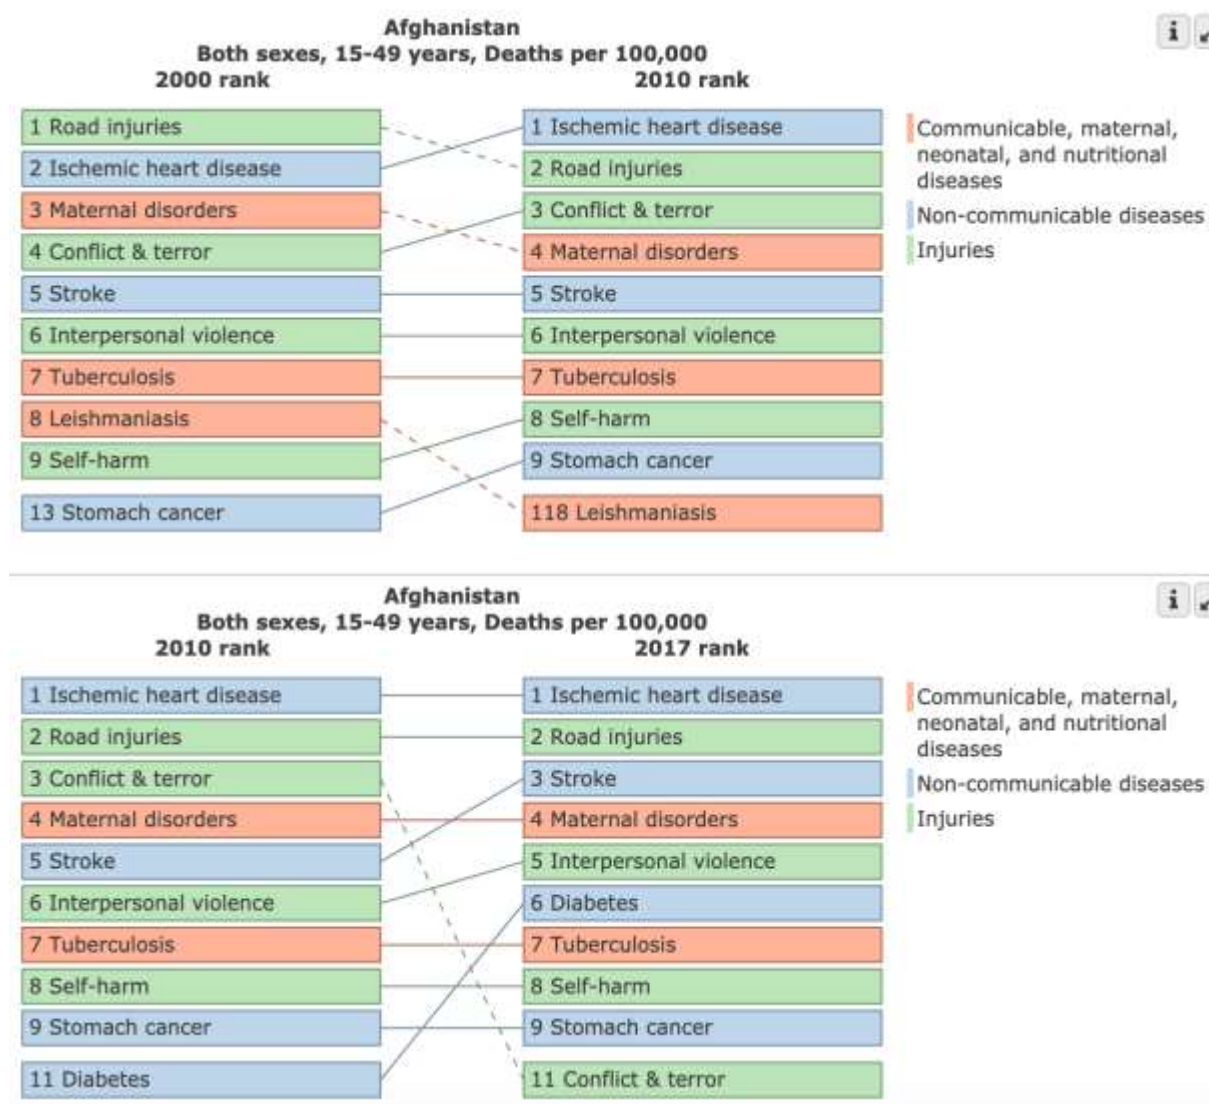 Afghanistan
Both sexes, 15-49 years, Deaths per 100,000
2000 rank
2010 rank
1 Road injuries
2 Ischemic heart disease
3 Maternal disorders
4 Conflict & terror
5 Stroke
6 Interpersonal violence
7 Tuberculosis
8 Leishmaniasis
9 Self-harm
13 Stomach cancer
1 Ischemic heart disease
2 Road injuries
3 Conflict & terror
4 Maternal disorders
5 Stroke
6 Interpersonal violence
7 Tuberculosis
8 Self-harm
9 Stomach cancer
118 Leishmaniasis
i
Communicable, maternal,
neonatal, and nutritional
diseases
Non-communicable diseases
Injuries
Afghanistan
Both sexes, 15-49 years, Deaths per 100,000
2010 rank
2017 rank
1 Ischemic heart disease
2 Road injuries
3 Conflict & terror
4 Maternal disorders
5 Stroke
6 Interpersonal violence
7 Tuberculosis
8 Self-harm
9 Stomach cancer
11 Diabetes
1 Ischemic heart disease
2 Road injuries
3 Stroke
4 Maternal disorders
5 Interpersonal violence
6 Diabetes
7 Tuberculosis
8 Self-harm
9 Stomach cancer
11 Conflict & terror
i
Communicable, maternal,
neonatal, and nutritional
diseases
Non-communicable diseases
Injuries